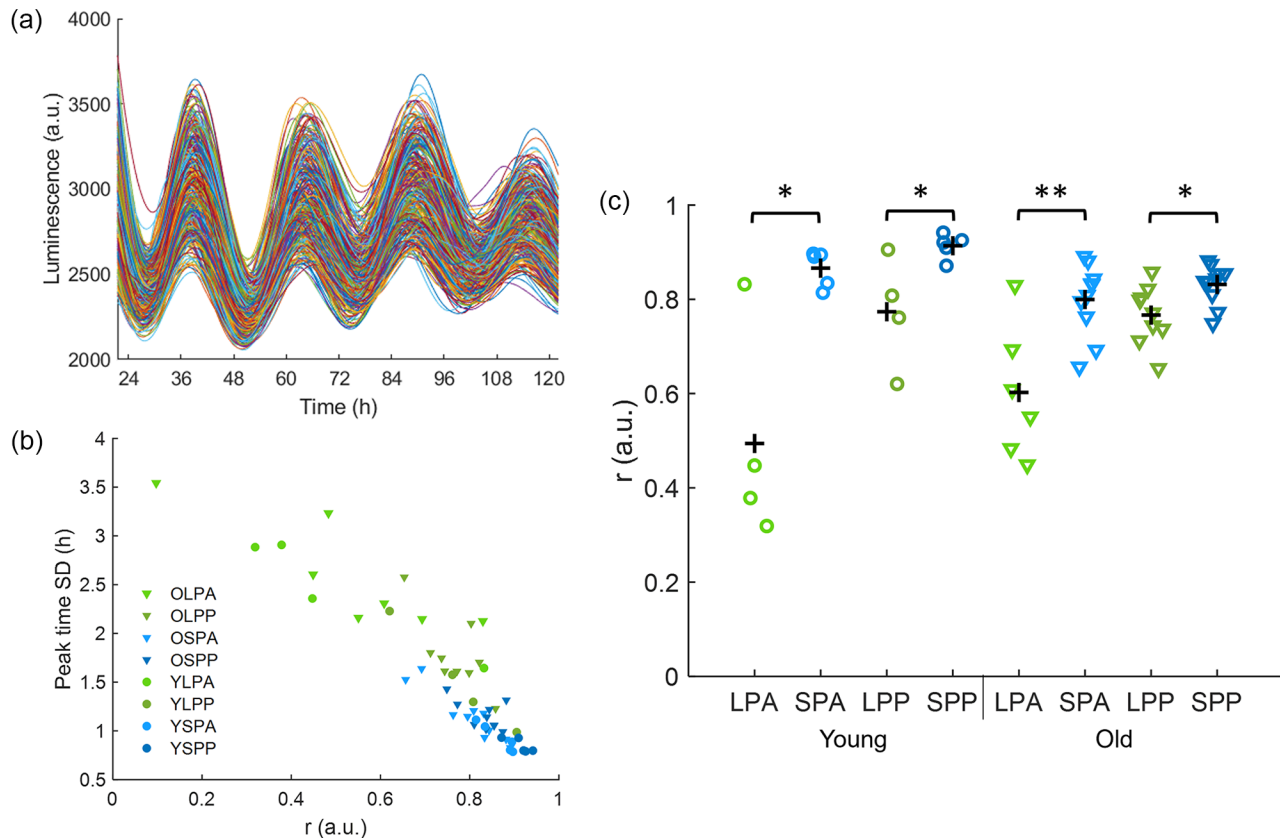 (a)
4000
3500
3000
2500
2000
Luminescence (a.u.)
24 36 48 60 72 84 96 108 120
Time (h)
(b)
4
3.5
3
2.5
2
1.5
1
0.5
Peak time SD (h)
OLPA
OLPP
OSPA
OSPP
YLPA
YLPP
YSPA
YSPP
0 0.2 0.4 0.6 0.8 1
r (a.u.)
(c)
* * ** *
1
0.8
0.6
0.4
0.2
0
r (a.u.)
LPA SPA LPP SPP LPA SPA LPP SPP
Young Old